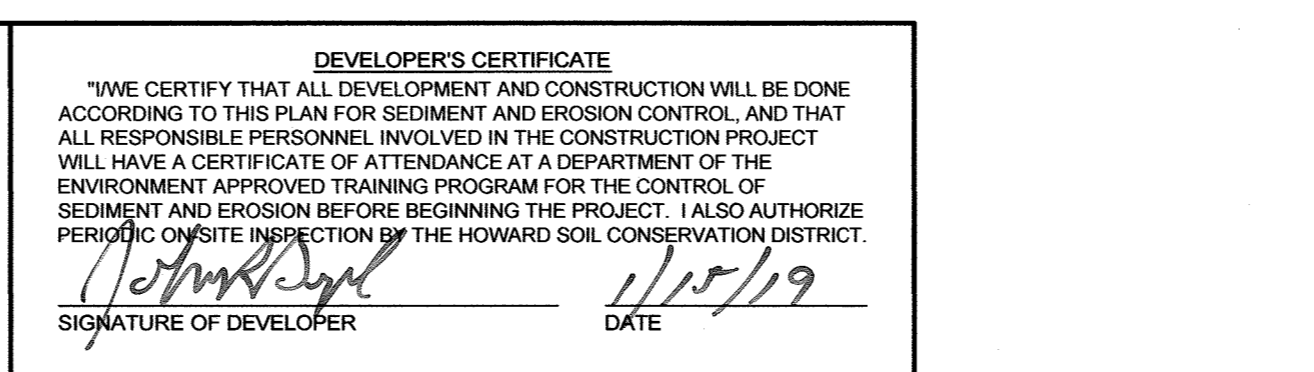 DEVELOPER'S CERTIFICATE
"I/WE CERTIFY THAT ALL DEVELOPMENT AND CONSTRUCTION WILL BE DONE
ACCORDING TO THIS PLAN FOR SEDIMENT AND EROSION CONTROL, AND THAT
ALL RESPONSIBLE PERSONNEL INVOLVED IN THE CONSTRUCTION PROJECT
WILL HAVE A CERTIFICATE OF ATTENDANCE AT A DEPARTMENT OF THE
ENVIRONMENT APPROVED TRAINING PROGRAM FOR THE CONTROL OF
SEDIMENT AND EROSION BEFORE BEGINNING THE PROJECT. I ALSO AUTHORIZE
PERIODIC ON-SITE INSPECTION BY THE HOWARD SOIL CONSERVATION DISTRICT.
John R 1/15/19
SIGNATURE OF DEVELOPER DATE